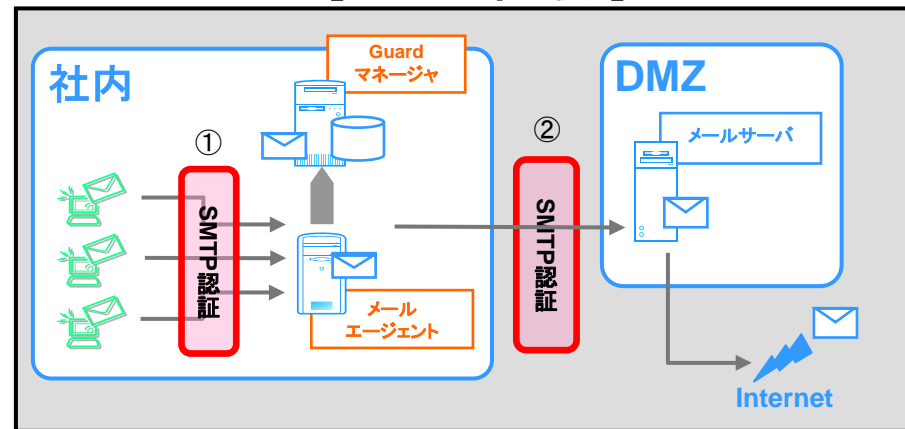 社内
Guard
マネージャ
①
SMTP認証
メール
エージェント
②
SMTP認証
DMZ
メールサーバ
Internet